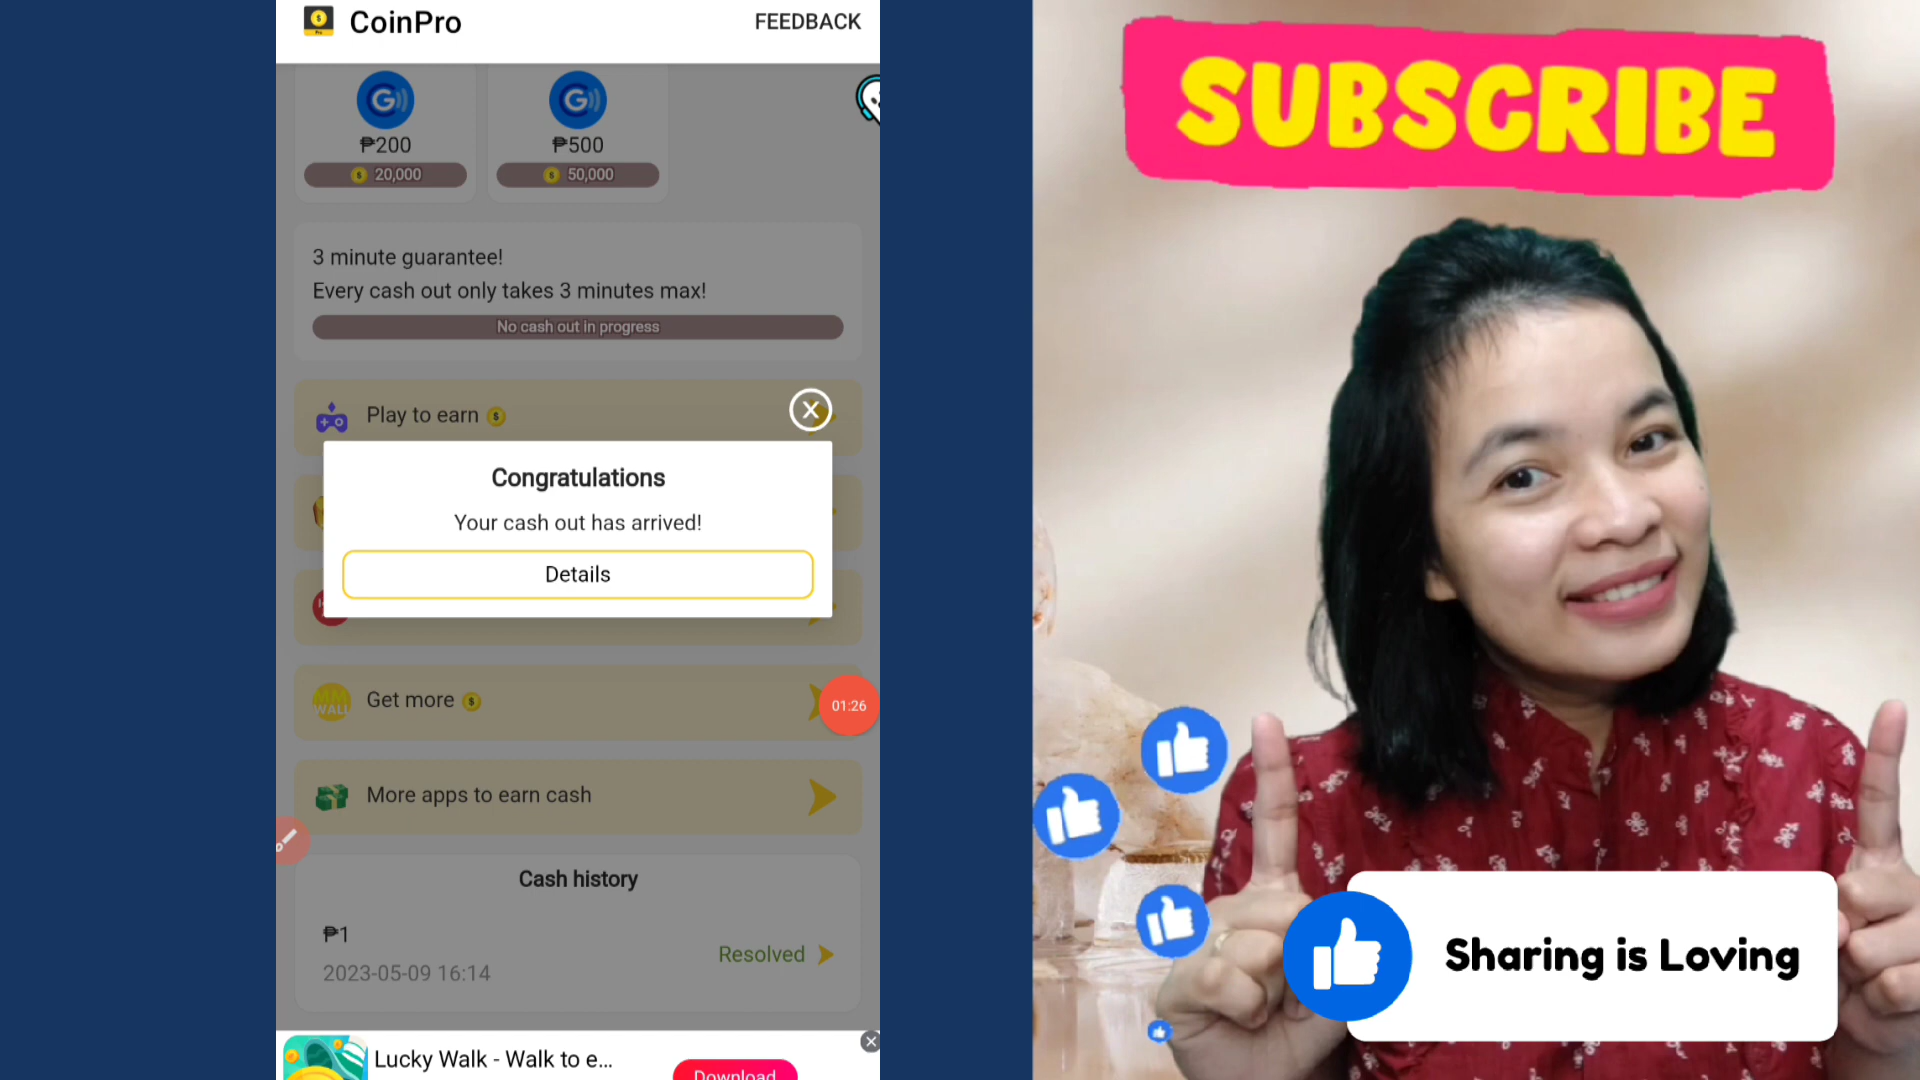 CoinPro
FEEDBACK
₱200
₱500
20,000
50,000
3 minute guarantee!
Every cash out only takes 3 minutes max!
No cash out in progress
Play to earn
Congratulations
Your cash out has arrived!
Details
Get more
WALL
01:26
More apps to earn cash
Cash history
₱1
2023-05-09 16:14
Resolved
Lucky Walk - Walk to e...
Download
SUBSCRIBE
Sharing is Loving